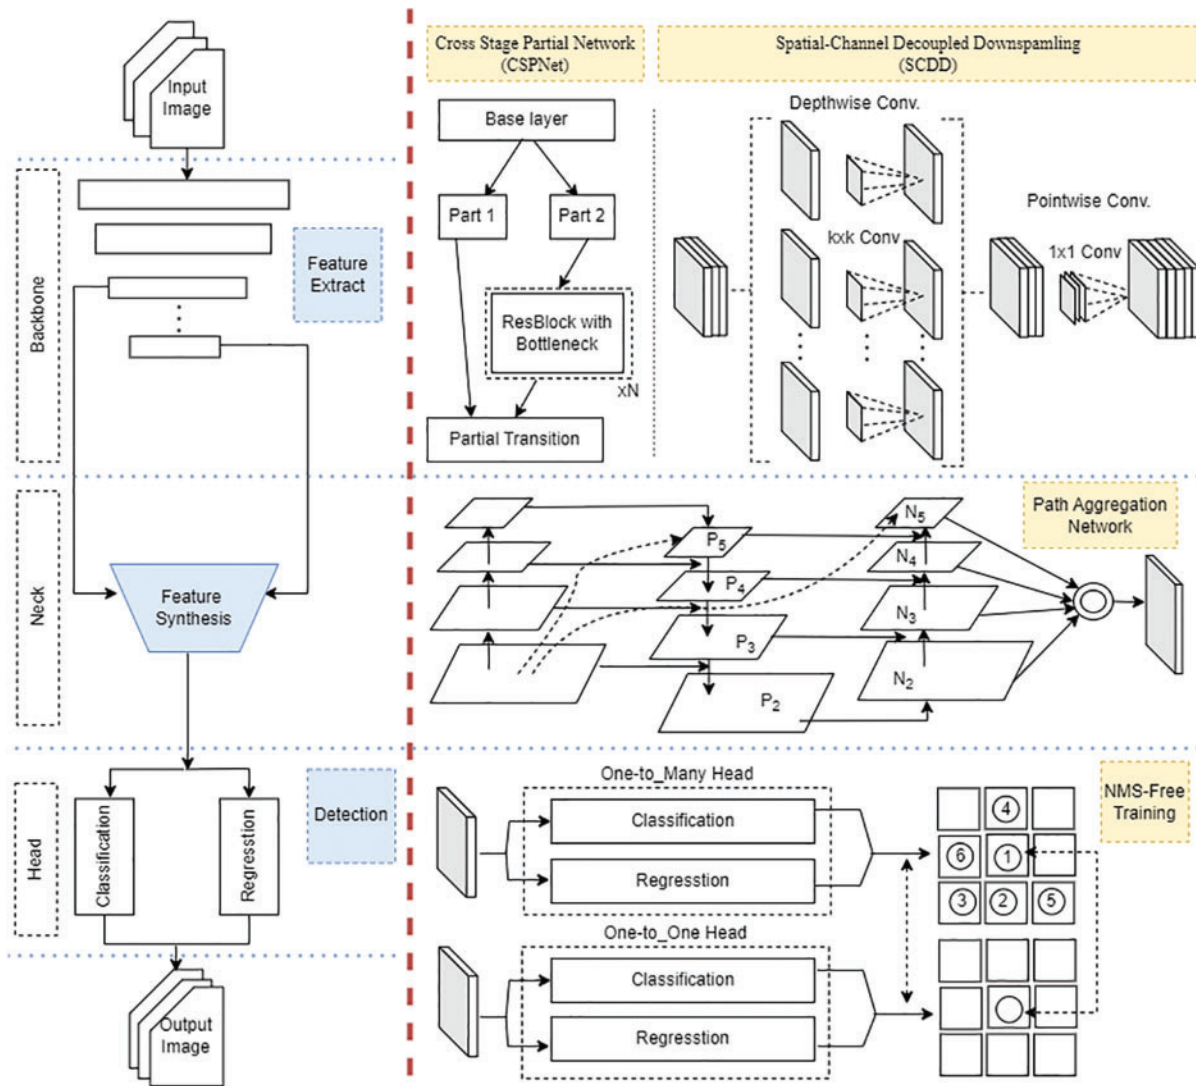 Input
Image
Backbone
Feature
Extract
Neck
Feature
Synthesis
Head
Classification
Regresstion
Detection
Output
Image
Cross Stage Partial Network
(CSPNet)
Base layer
Part 1
Part 2
ResBlock with
Bottleneck
xN
Partial Transition
Spatial-Channel Decoupled Downspamling
(SCDD)
Depthwise Conv.
kxk Conv
Pointwise Conv.
1x1 Conv
Path Aggregation
Network
P5
P4
P3
P2
N5
N4
N3
N2
One-to_Many Head
Classification
Regresstion
One-to_One Head
Classification
Regresstion
NMS-Free
Training
4
6 1
3 2 5